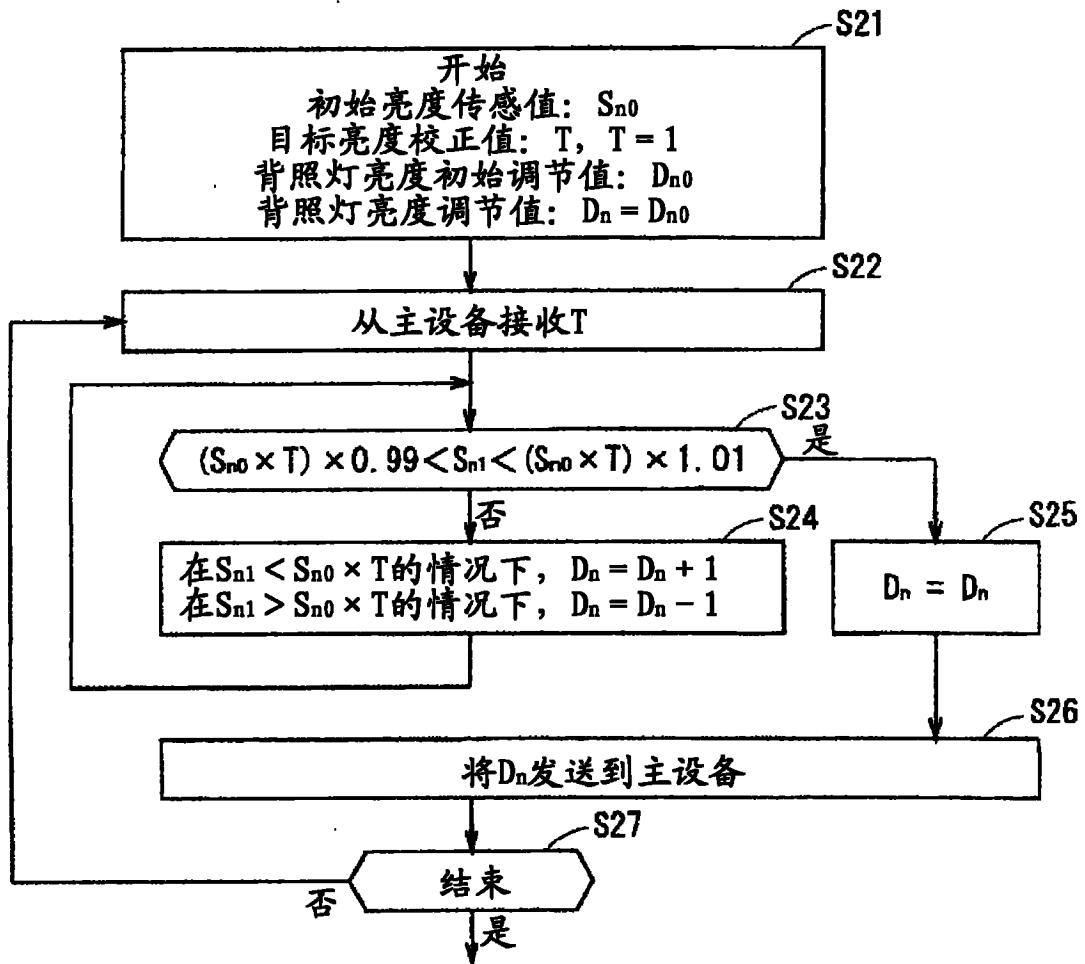 S21
开始
初始亮度传感值: Sn0
目标亮度校正值: T, T = 1
背照灯亮度初始调节值: Dn0
背照灯亮度调节值: Dn = Dn0
S22
从主设备接收T
S23
(Sn0 × T) × 0.99 < Sn1 < (Sn0 × T) × 1.01
是
否
S24
在Sn1 < Sn0 × T的情况下, Dn = Dn + 1
在Sn1 > Sn0 × T的情况下, Dn = Dn - 1
S25
Dn = Dn
S26
将Dn发送到主设备
S27
结束
否
是